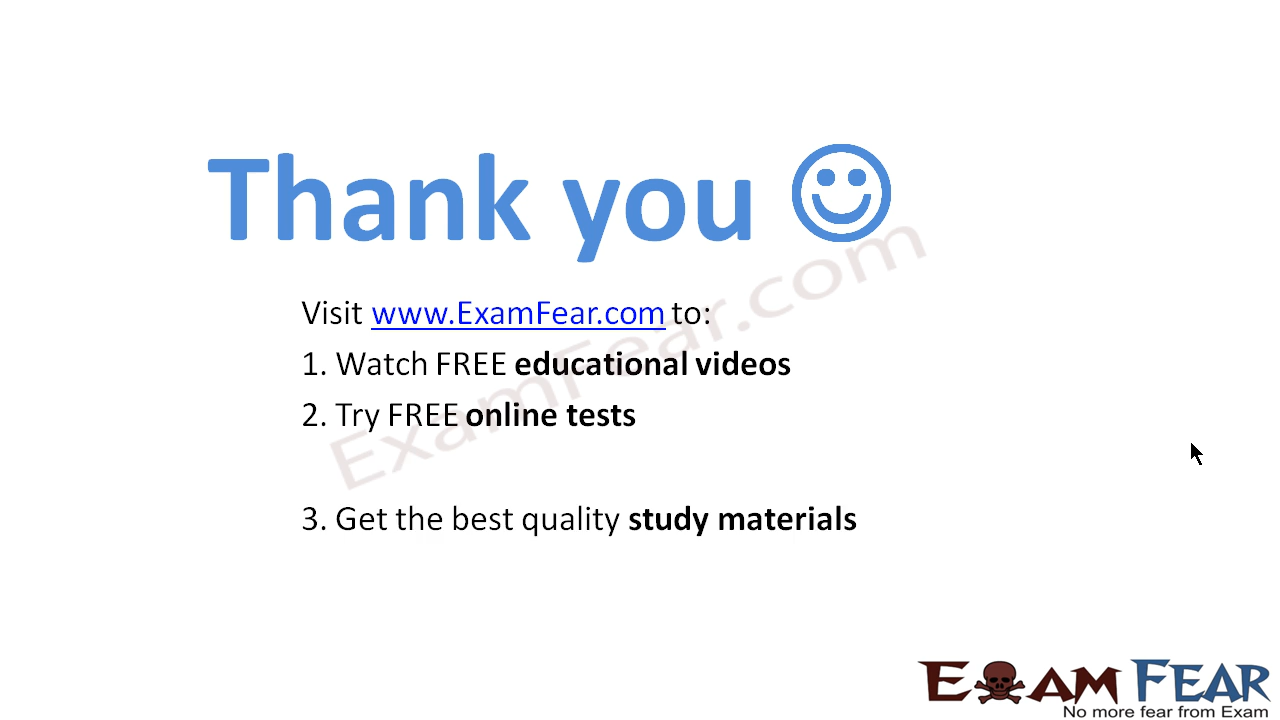 Thank you
Visit www.ExamFear.com to:
1. Watch FREE educational videos
2. Try FREE online tests
3. Get the best quality study materials
ExamFear.com
EXAM FEAR
No more fear from Exam